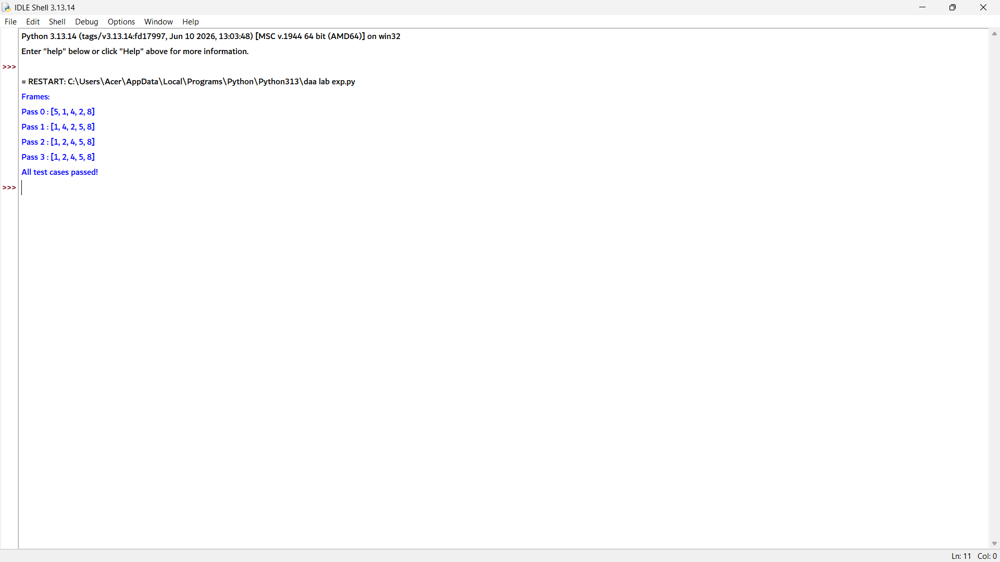 IDLE Shell 3.13.14
File Edit Shell Debug Options Window Help
Python 3.13.14 (tags/v3.13.14:fd17997, Jun 10 2026, 13:03:48) [MSC v.1944 64 bit (AMD64)] on win32
Enter "help" below or click "Help" above for more information.
>>>
= RESTART: C:\Users\Acer\AppData\Local\Programs\Python\Python313\daa lab exp.py
Frames:
Pass 0 : [5, 1, 4, 2, 8]
Pass 1 : [1, 4, 2, 5, 8]
Pass 2 : [1, 2, 4, 5, 8]
Pass 3 : [1, 2, 4, 5, 8]
All test cases passed!
>>>
Ln: 11 Col: 0